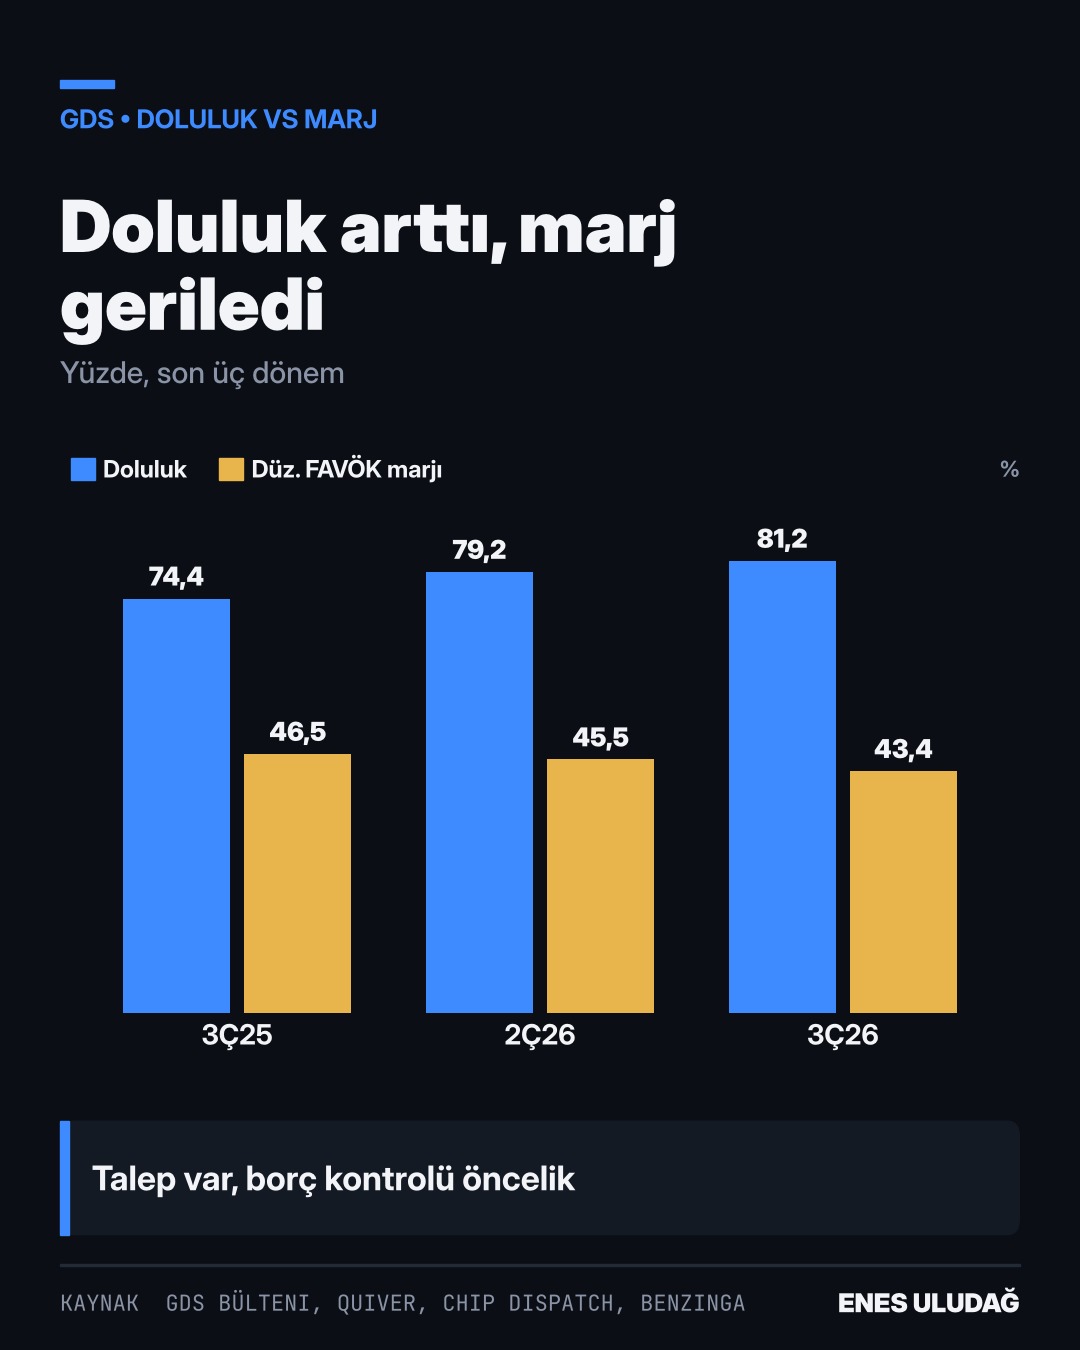 GDS • DOLULUK VS MARJ
Doluluk arttı, marj
geriledi
Yüzde, son üç dönem
Doluluk
Düz. FAVÖK marjı
%
74,4
46,5
79,2
45,5
81,2
43,4
3Ç25
2Ç26
3Ç26
Talep var, borç kontrolü öncelik
KAYNAK GDS BÜLTENI, QUIVER, CHIP DISPATCH, BENZINGA
ENES ULUDAĞ